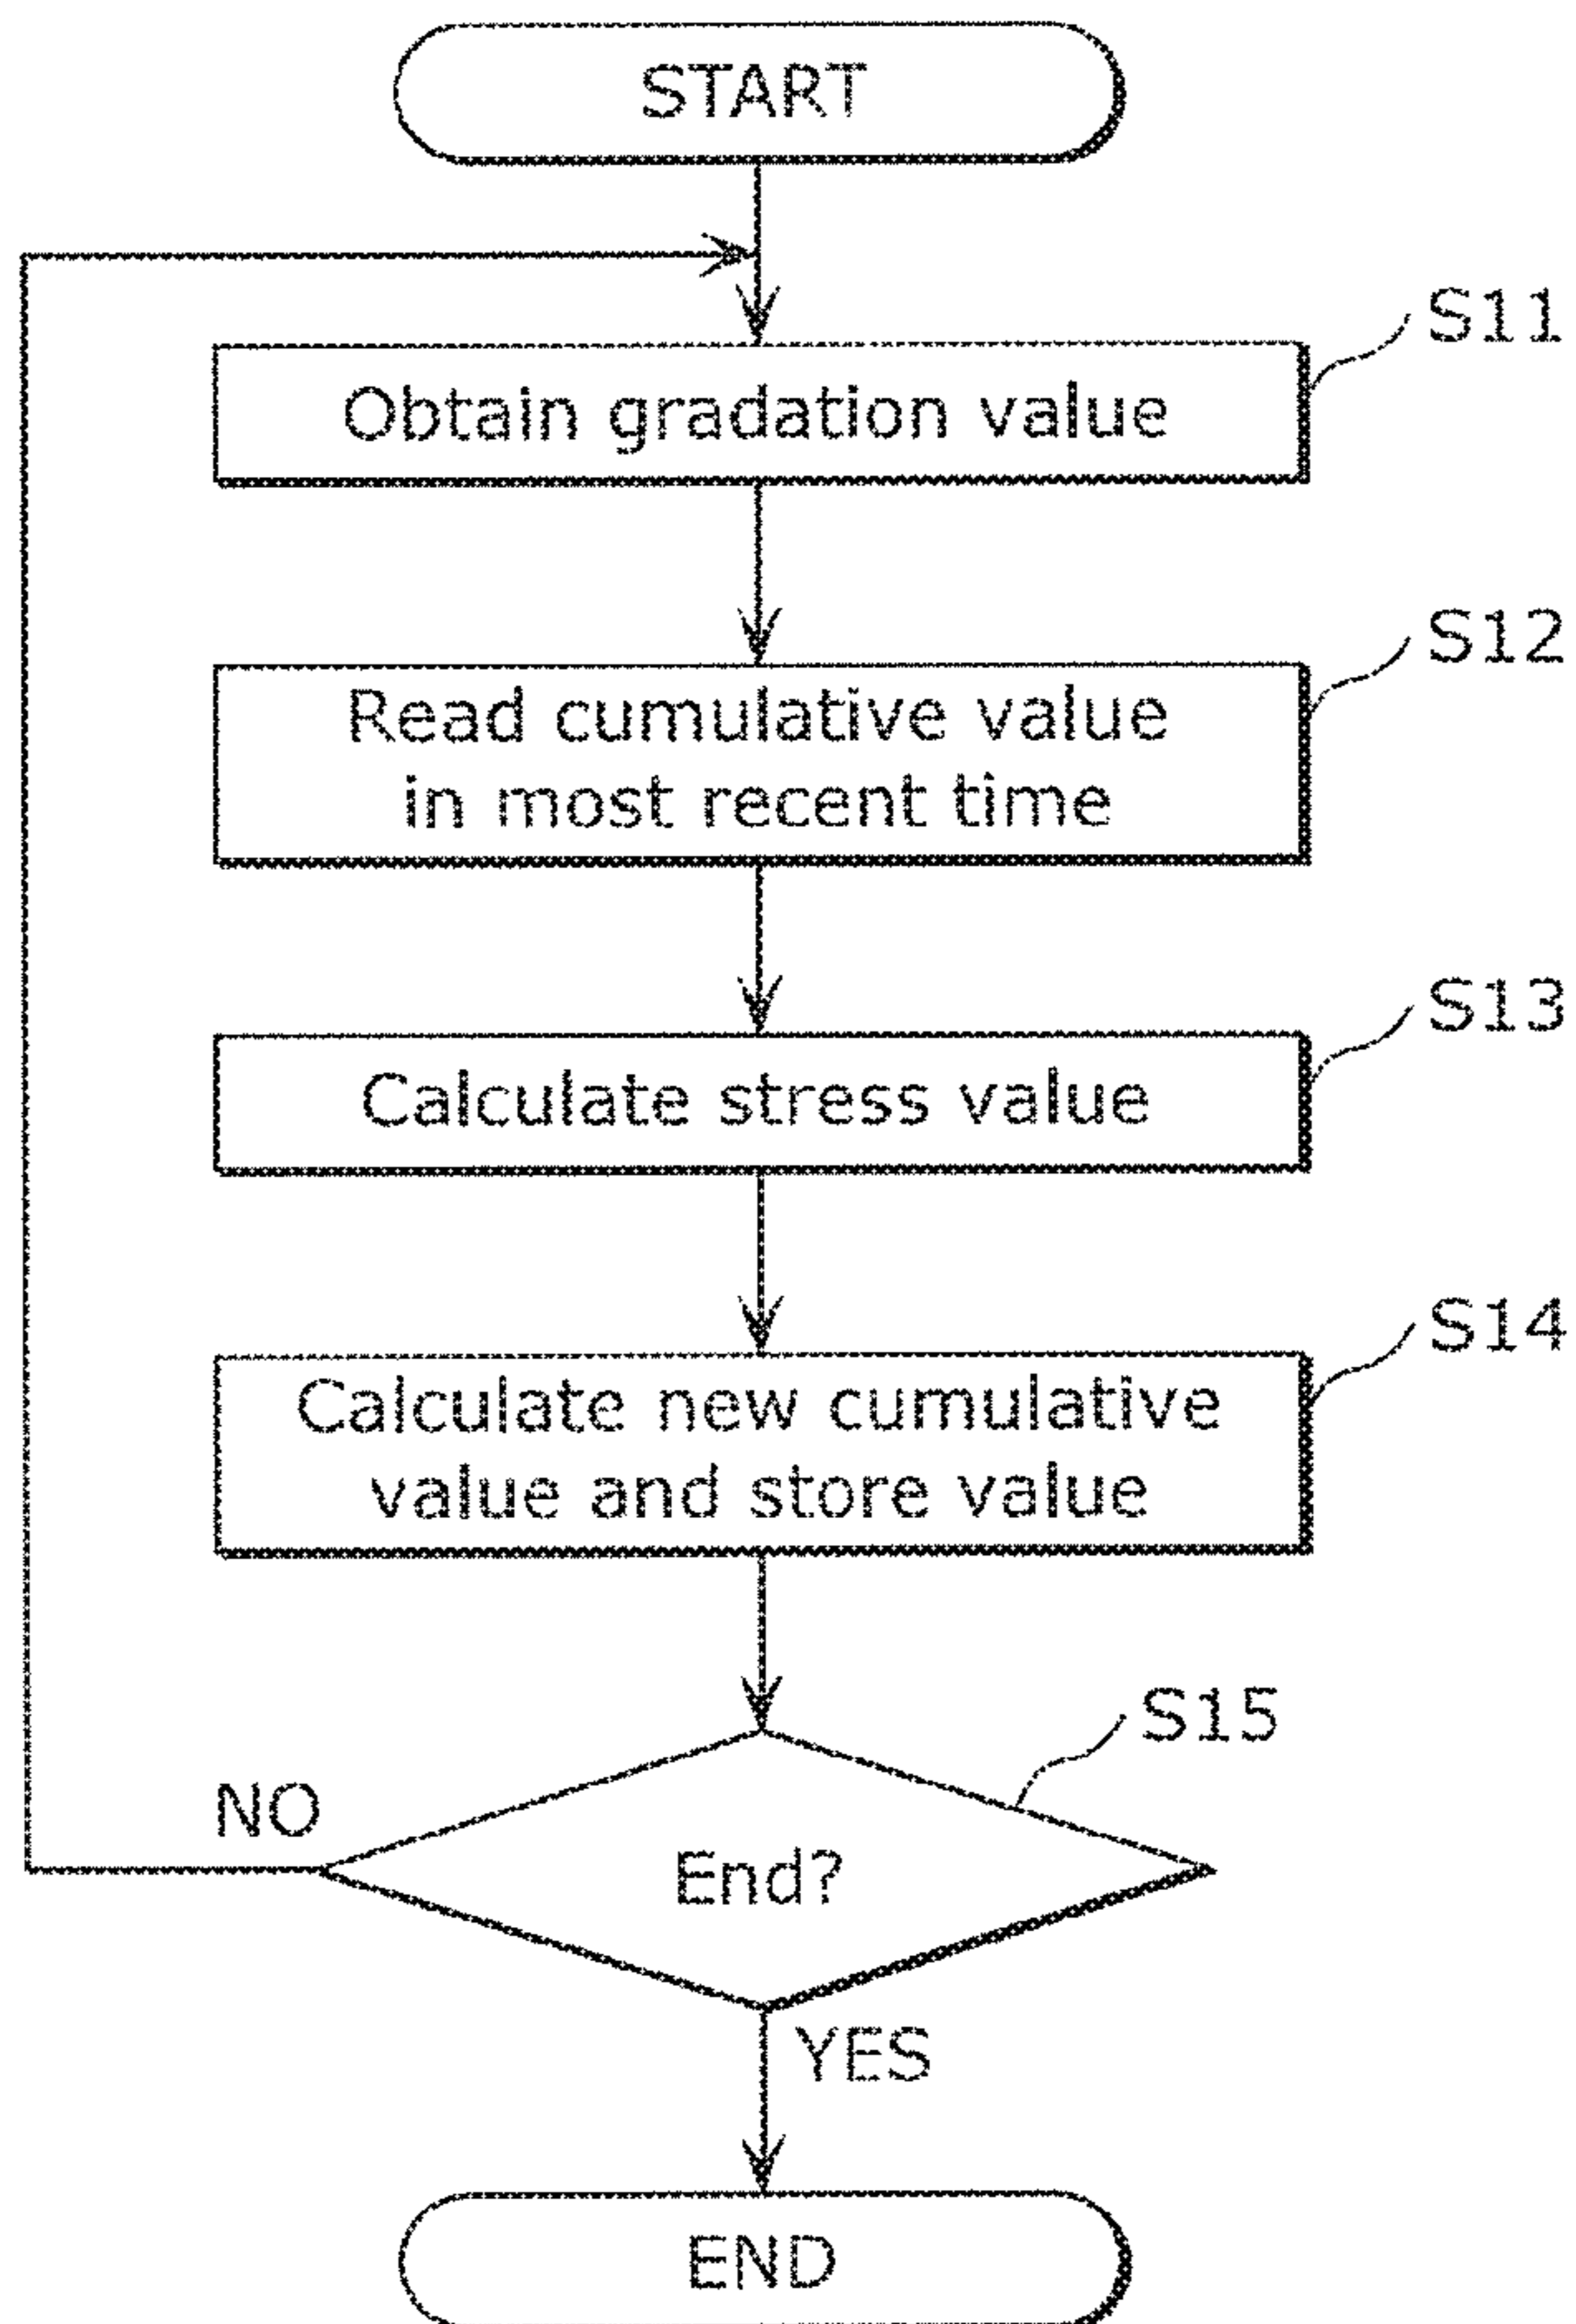 START
S11
Obtain gradation value
S12
Read cumulative value
in most recent time
S13
Calculate stress value
S14
Calculate new cumulative
value and store value
S15
NO
End?
YES
END